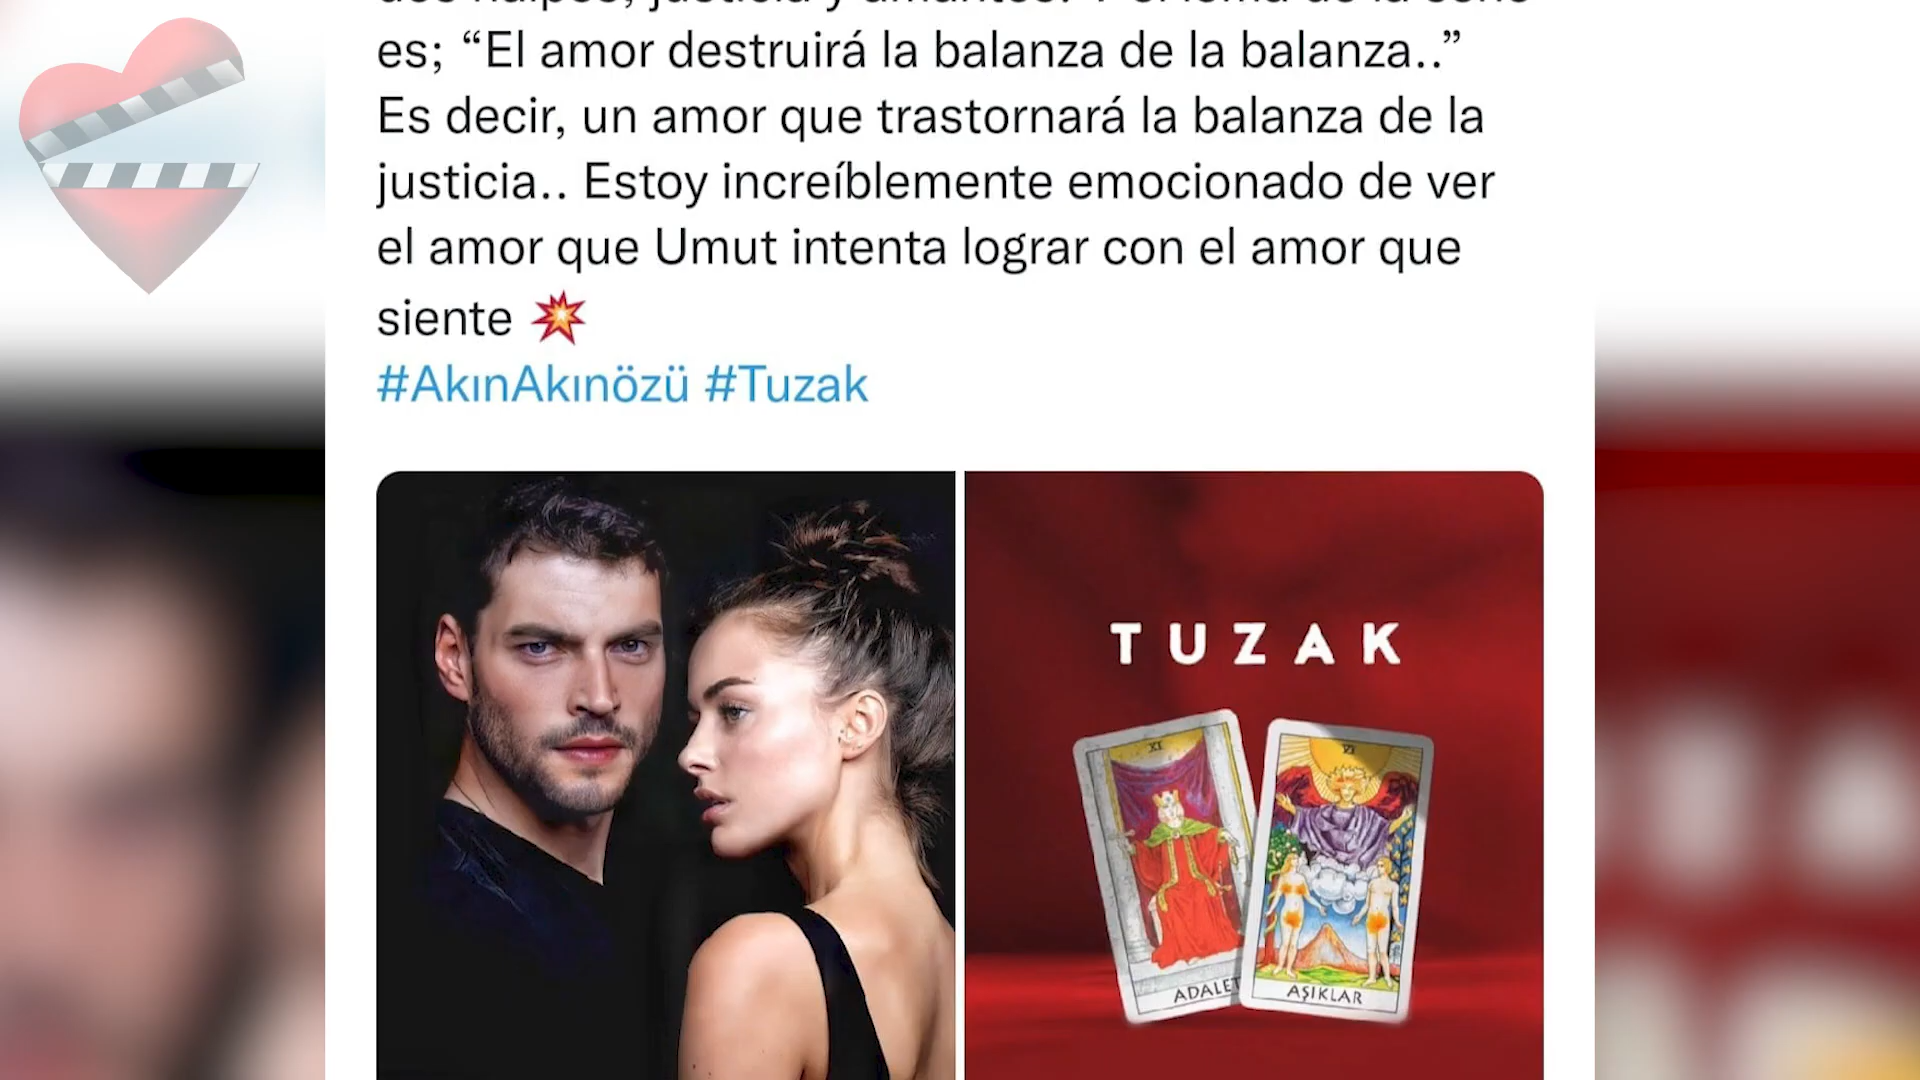 es; “El amor destruirá la balanza de la balanza..”
Es decir, un amor que trastornará la balanza de la
justicia.. Estoy increíblemente emocionado de ver
el amor que Umut intenta lograr con el amor que
siente 💥
#AkınAkınözü #Tuzak
TUZAK
XI
VI
ADALET
AŞIKLAR